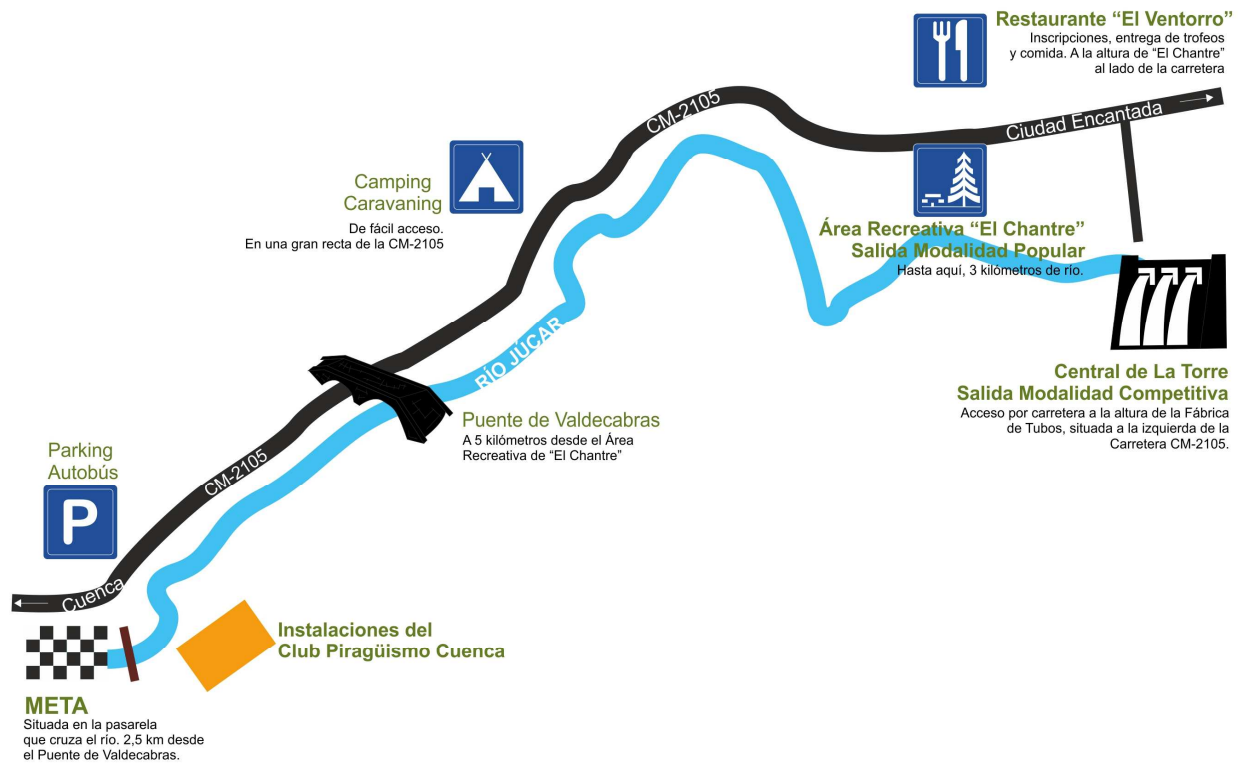 Restaurante “El Ventorro”
Inscripciones, entrega de trofeos
y comida. A la altura de “El Chantre”
al lado de la carretera
CM-2105
Ciudad Encantada
Camping
Caravaning
De fácil acceso.
En una gran recta de la CM-2105
Área Recreativa “El Chantre”
Salida Modalidad Popular
Hasta aquí, 3 kilómetros de río.
RÍO JÚCAR
Central de La Torre
Salida Modalidad Competitiva
Acceso por carretera a la altura de la Fábrica
de Tubos, situada a la izquierda de la
Carretera CM-2105.
Puente de Valdecabras
A 5 kilómetros desde el Área
Recreativa de “El Chantre”
Parking
Autobús
P
CM-2105
Cuenca
Instalaciones del
Club Piragüismo Cuenca
META
Situada en la pasarela
que cruza el río. 2,5 km desde
el Puente de Valdecabras.